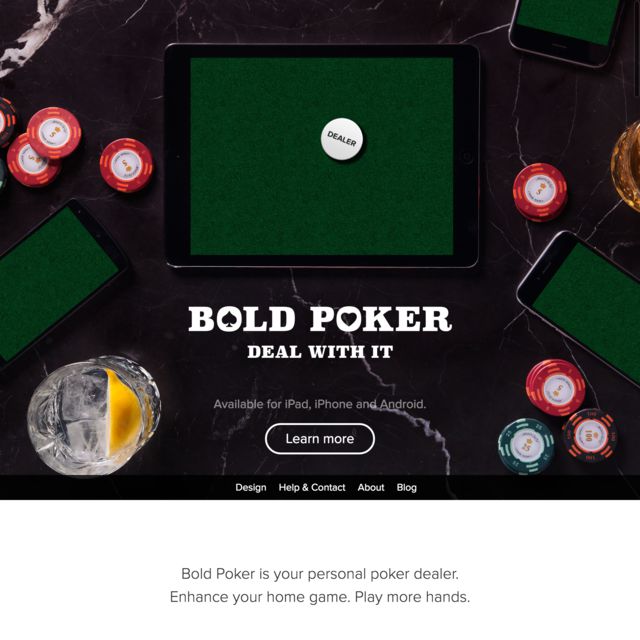 DEALER
BOLD POKER
DEAL WITH IT
Available for iPad, iPhone and Android.
Learn more
Design Help & Contact About Blog
Bold Poker is your personal poker dealer.
Enhance your home game. Play more hands.